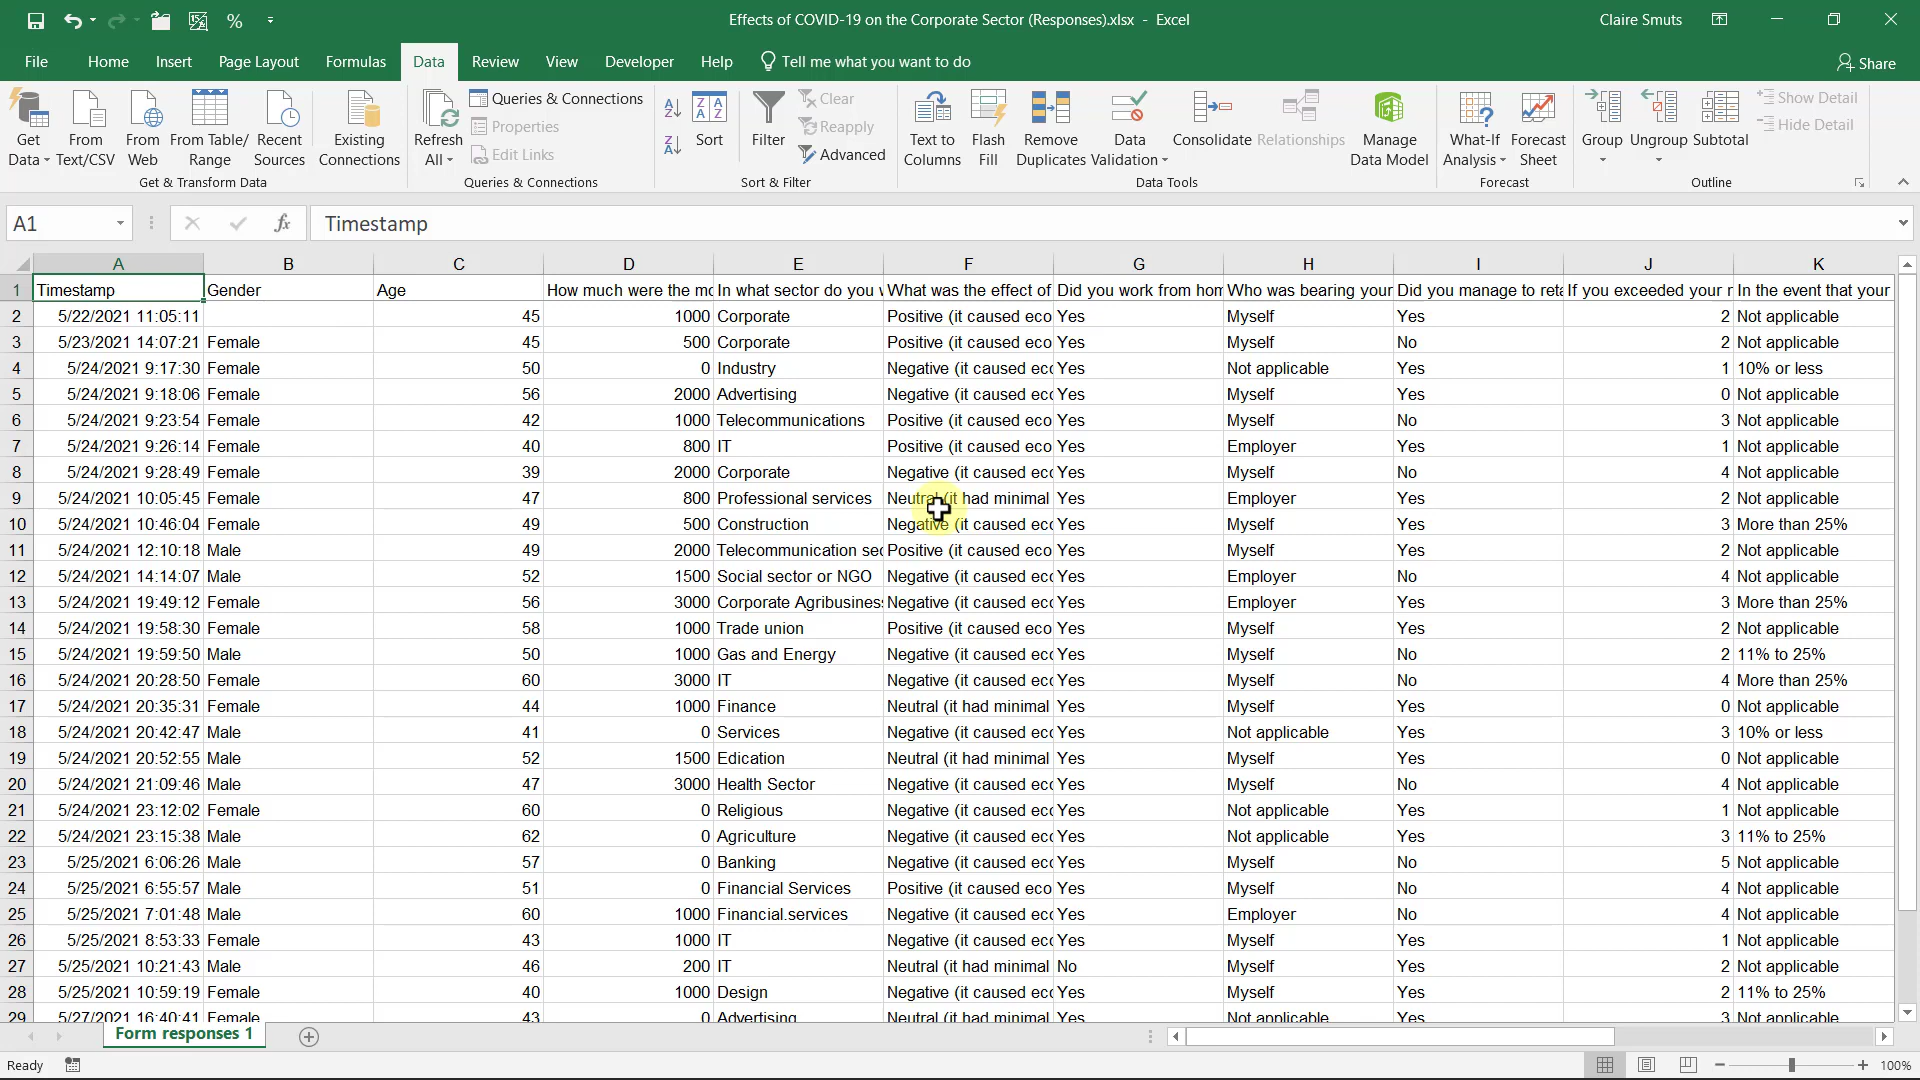 Effects of COVID-19 on the Corporate Sector (Responses).xlsx - Excel
Claire Smuts
File Home Insert Page Layout Formulas Data Review View Developer Help Tell me what you want to do Share
Get Data
From Text/CSV
From Web
From Table/ Range
Recent Sources
Existing Connections
Get & Transform Data
Refresh All
Queries & Connections
Properties
Edit Links
Queries & Connections
Sort
Filter
Clear
Reapply
Advanced
Sort & Filter
Text to Columns
Flash Fill
Remove Duplicates
Data Validation
Consolidate
Relationships
Manage Data Model
Data Tools
What-If Analysis
Forecast Sheet
Forecast
Group
Ungroup
Subtotal
Show Detail
Hide Detail
Outline
A1 fx Timestamp
A B C D E F G H I J K
1 Timestamp Gender Age How much were the mo In what sector do you What was the effect of Did you work from hom Who was bearing your Did you manage to reta If you exceeded your In the event that your
2 5/22/2021 11:05:11 45 1000 Corporate Positive (it caused eco Yes Myself Yes 2 Not applicable
3 5/23/2021 14:07:21 Female 45 500 Corporate Positive (it caused eco Yes Myself No 2 Not applicable
4 5/24/2021 9:17:30 Female 50 0 Industry Negative (it caused ec Yes Not applicable Yes 1 10% or less
5 5/24/2021 9:18:06 Female 56 2000 Advertising Negative (it caused ec Yes Myself Yes 0 Not applicable
6 5/24/2021 9:23:54 Female 42 1000 Telecommunications Positive (it caused eco Yes Myself No 3 Not applicable
7 5/24/2021 9:26:14 Female 40 800 IT Positive (it caused eco Yes Employer Yes 1 Not applicable
8 5/24/2021 9:28:49 Female 39 2000 Corporate Negative (it caused ec Yes Myself No 4 Not applicable
9 5/24/2021 10:05:45 Female 47 800 Professional services Neutral (it had minimal Yes Employer Yes 2 Not applicable
10 5/24/2021 10:46:04 Female 49 500 Construction Negative (it caused ec Yes Myself Yes 3 More than 25%
11 5/24/2021 12:10:18 Male 49 2000 Telecommunication sec Positive (it caused eco Yes Myself Yes 2 Not applicable
12 5/24/2021 14:14:07 Male 52 1500 Social sector or NGO Negative (it caused ec Yes Employer No 4 Not applicable
13 5/24/2021 19:49:12 Female 56 3000 Corporate Agribusines Negative (it caused ec Yes Employer Yes 3 More than 25%
14 5/24/2021 19:58:30 Female 58 1000 Trade union Positive (it caused eco Yes Myself Yes 2 Not applicable
15 5/24/2021 19:59:50 Male 50 1000 Gas and Energy Negative (it caused ec Yes Myself No 2 11% to 25%
16 5/24/2021 20:28:50 Female 60 3000 IT Negative (it caused ec Yes Myself No 4 More than 25%
17 5/24/2021 20:35:31 Female 44 1000 Finance Neutral (it had minimal Yes Myself Yes 0 Not applicable
18 5/24/2021 20:42:47 Male 41 0 Services Negative (it caused ec Yes Not applicable Yes 3 10% or less
19 5/24/2021 20:52:55 Male 52 1500 Edication Neutral (it had minimal Yes Myself Yes 0 Not applicable
20 5/24/2021 21:09:46 Male 47 3000 Health Sector Negative (it caused ec Yes Myself No 4 Not applicable
21 5/24/2021 23:12:02 Female 60 0 Religious Negative (it caused ec Yes Not applicable Yes 1 Not applicable
22 5/24/2021 23:15:38 Male 62 0 Agriculture Negative (it caused ec Yes Not applicable Yes 3 11% to 25%
23 5/25/2021 6:06:26 Male 57 0 Banking Negative (it caused ec Yes Myself No 5 Not applicable
24 5/25/2021 6:55:57 Male 51 0 Financial Services Positive (it caused eco Yes Myself No 4 Not applicable
25 5/25/2021 7:01:48 Male 60 1000 Financial.services Negative (it caused ec Yes Employer No 4 Not applicable
26 5/25/2021 8:53:33 Female 43 1000 IT Negative (it caused ec Yes Myself Yes 1 Not applicable
27 5/25/2021 10:21:43 Male 46 200 IT Neutral (it had minimal No Myself Yes 2 Not applicable
28 5/25/2021 10:59:19 Female 40 1000 Design Negative (it caused ec Yes Myself Yes 2 11% to 25%
29 5/27/2021 16:40:41 Female 43 0 Advertising Neutral (it had minimal Yes Not applicable Yes 3 Not applicable
Form responses 1
Ready 100%